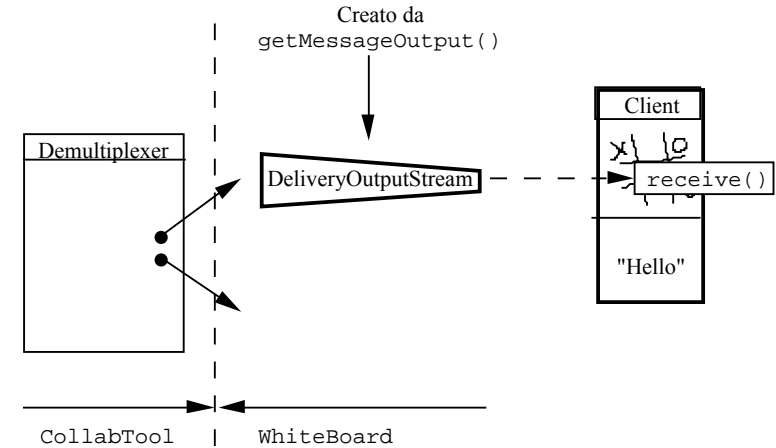 Creato da
getMessageOutput()
Client
Demultiplexer
DeliveryOutputStream
receive()
"Hello"
CollabTool
WhiteBoard